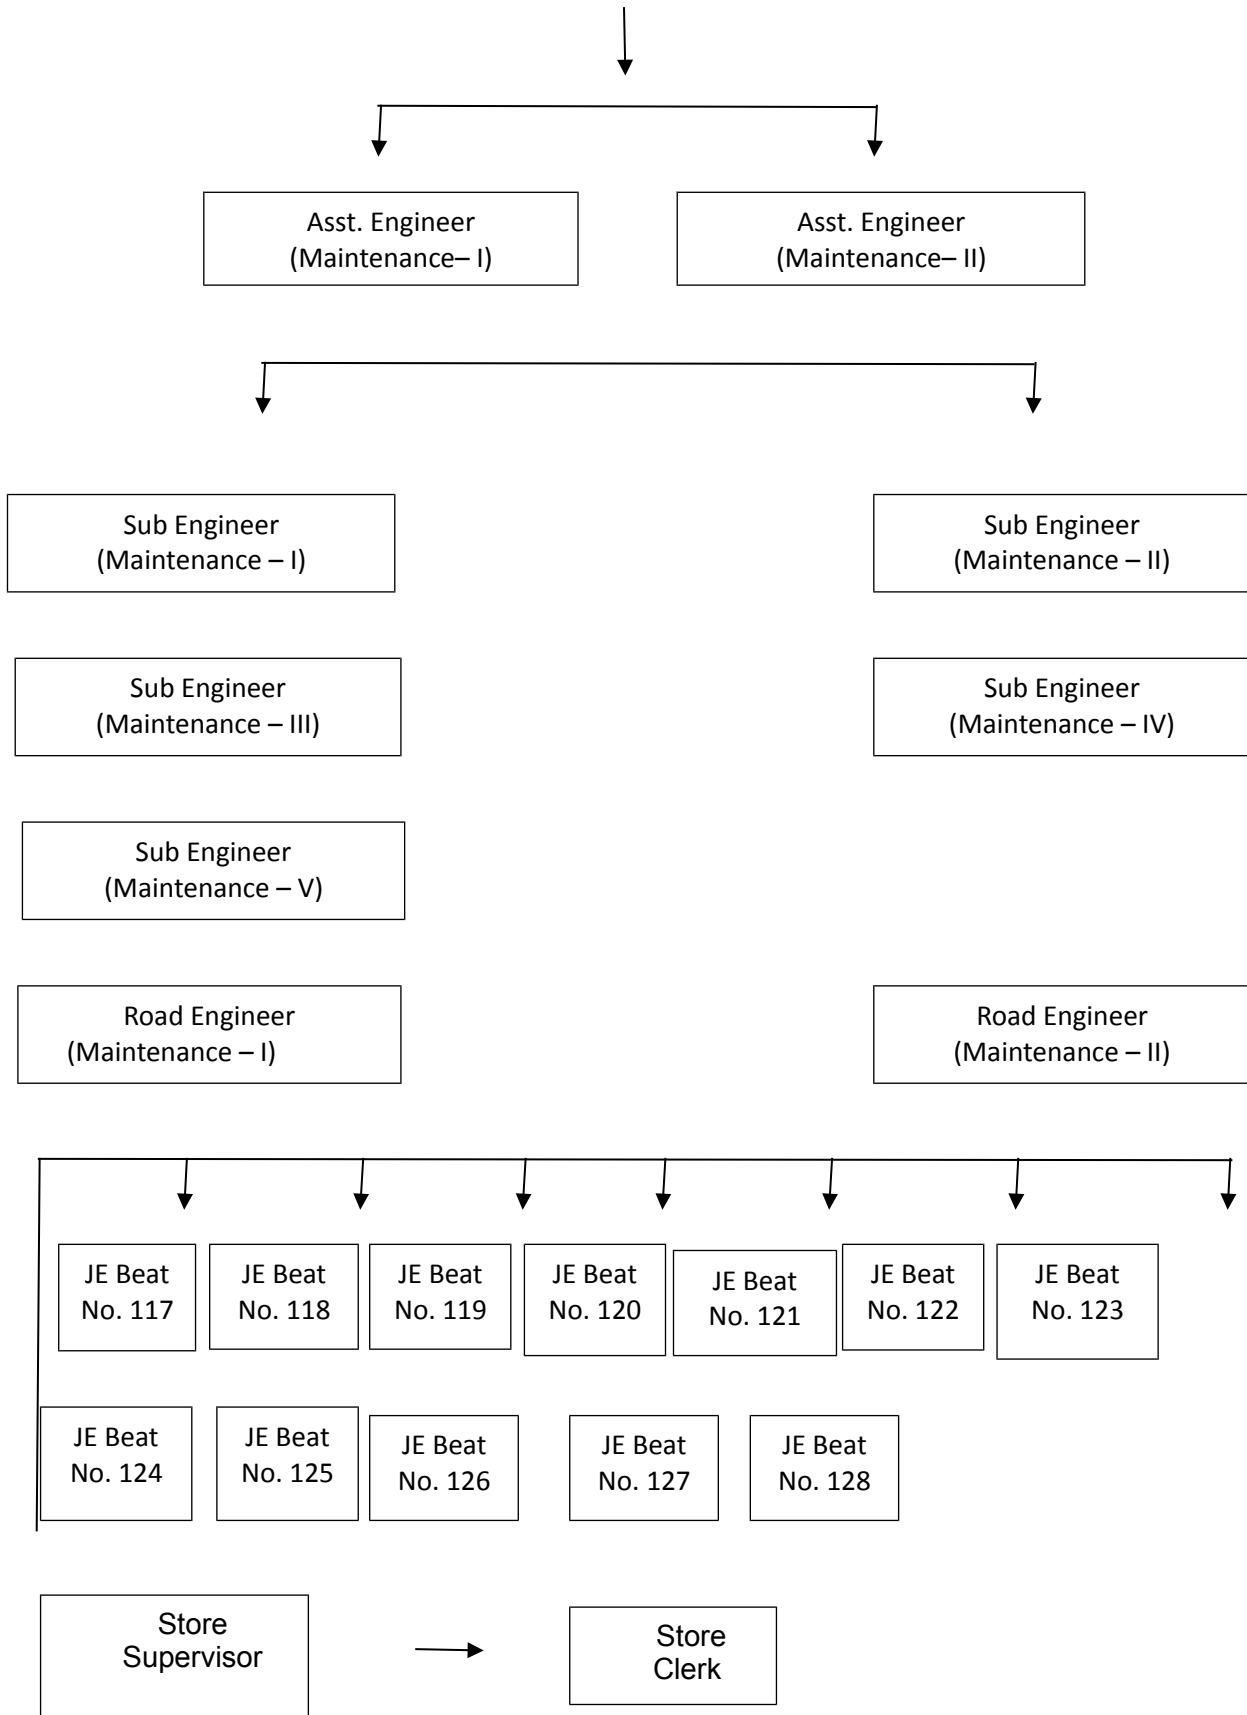 Asst. Engineer
(Maintenance– I)
Asst. Engineer
(Maintenance– II)
Sub Engineer
(Maintenance – I)
Sub Engineer
(Maintenance – II)
Sub Engineer
(Maintenance – III)
Sub Engineer
(Maintenance – IV)
Sub Engineer
(Maintenance – V)
Road Engineer
(Maintenance – I)
Road Engineer
(Maintenance – II)
JE Beat
No. 117
JE Beat
No. 118
JE Beat
No. 119
JE Beat
No. 120
JE Beat
No. 121
JE Beat
No. 122
JE Beat
No. 123
JE Beat
No. 124
JE Beat
No. 125
JE Beat
No. 126
JE Beat
No. 127
JE Beat
No. 128
Store
Supervisor
Store
Clerk